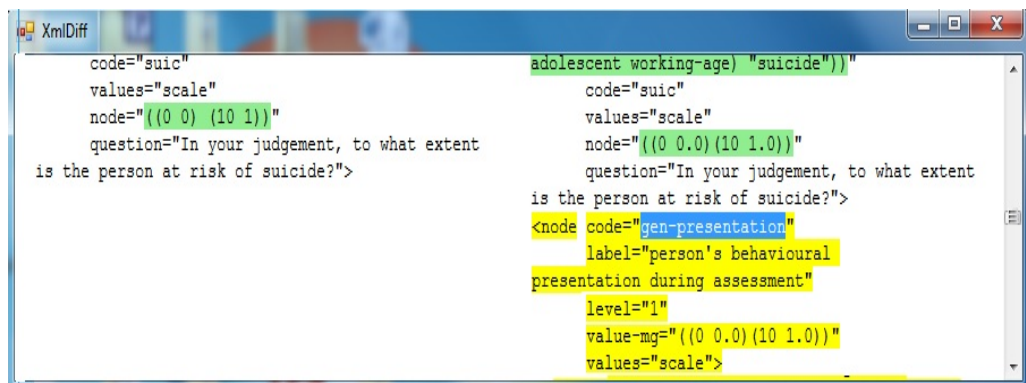 XmlDiff
code="suic"
values="scale"
node="((0 0) (10 1))"
question="In your judgement, to what extent
is the person at risk of suicide?">
adolescent working-age) "suicide"))"
code="suic"
values="scale"
node="((0 0.0)(10 1.0))"
question="In your judgement, to what extent
is the person at risk of suicide?">
<node code="gen-presentation"
label="person's behavioural
presentation during assessment"
level="1"
value-mg="((0 0.0)(10 1.0))"
values="scale">